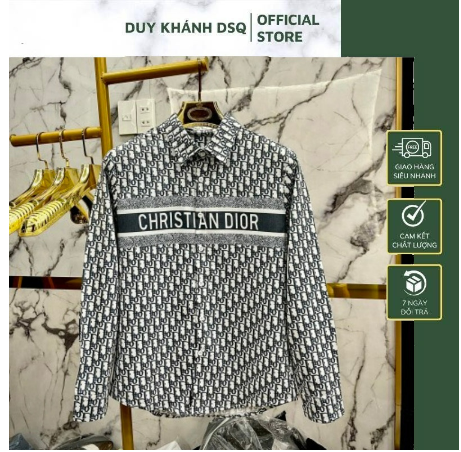 DUY KHÁNH DSQ
OFFICIAL
STORE
CHRISTIAN DIOR
GIAO HÀNG
SIÊU NHANH
CAM KẾT
CHẤT LƯỢNG
7 NGÀY
ĐỔI TRẢ